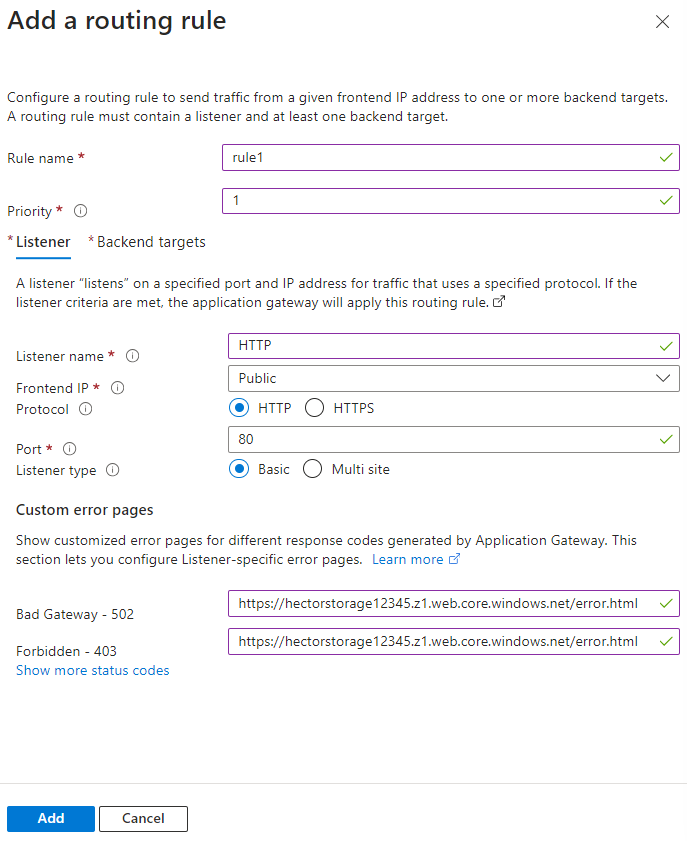 Add a routing rule
Configure a routing rule to send traffic from a given frontend IP address to one or more backend targets.
A routing rule must contain a listener and at least one backend target.
Rule name *
rule1
Priority *
1
* Listener * Backend targets
A listener “listens” on a specified port and IP address for traffic that uses a specified protocol. If the
listener criteria are met, the application gateway will apply this routing rule.
Listener name *
HTTP
Frontend IP *
Public
Protocol
HTTP HTTPS
Port *
80
Listener type
Basic Multi site
Custom error pages
Show customized error pages for different response codes generated by Application Gateway. This
section lets you configure Listener-specific error pages. Learn more
Bad Gateway - 502
https://hectorstorage12345.z1.web.core.windows.net/error.html
Forbidden - 403
https://hectorstorage12345.z1.web.core.windows.net/error.html
Show more status codes
Add Cancel